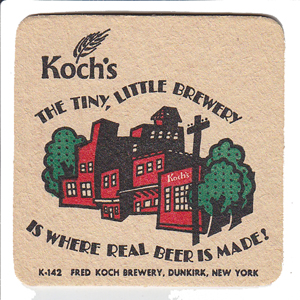 Koch's
THE TINY, LITTLE BREWERY
Koch's
IS WHERE REAL BEER IS MADE!
K-142 FRED KOCH BREWERY, DUNKIRK, NEW YORK